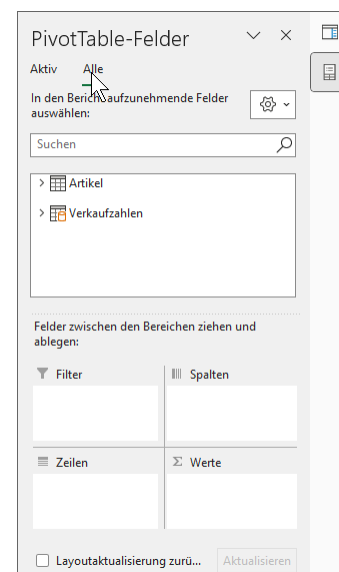 PivotTable-Felder
Aktiv Alle
In den Bericht aufzunehmende Felder
auswählen:
Suchen
Artikel
Verkaufzahlen
Felder zwischen den Bereichen ziehen und
ablegen:
Filter
Spalten
Zeilen
Σ Werte
Layoutaktualisierung zurü... Aktualisieren